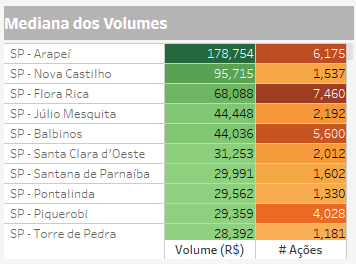 Mediana dos Volumes
SP - Arapeí 178,754 6,175
SP - Nova Castilho 95,715 1,537
SP - Flora Rica 68,088 7,460
SP - Júlio Mesquita 44,448 2,192
SP - Balbinos 44,036 5,600
SP - Santa Clara d'Oeste 31,253 2,012
SP - Santana de Parnaíba 29,991 1,602
SP - Pontalinda 29,562 1,330
SP - Piquerobi 29,359 4,028
SP - Torre de Pedra 28,392 1,181
Volume (R$) # Ações